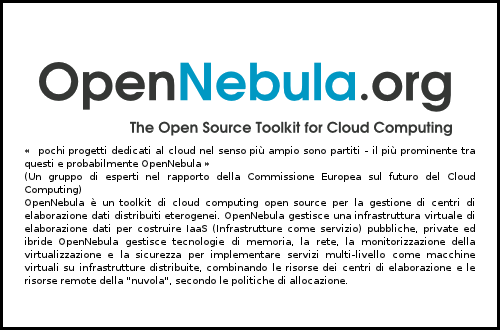 OpenNebula.org
The Open Source Toolkit for Cloud Computing
«  pochi progetti dedicati al cloud nel senso più ampio sono partiti - il più prominente tra
questi e probabilmente OpenNebula »
(Un gruppo di esperti nel rapporto della Commissione Europea sul futuro del Cloud
Computing)
OpenNebula è un toolkit di cloud computing open source per la gestione di centri di
elaborazione dati distribuiti eterogenei. OpenNebula gestisce una infrastruttura virtuale di
elaborazione dati per costruire IaaS (Infrastrutture come servizio) pubbliche, private ed
ibride OpenNebula gestisce tecnologie di memoria, la rete, la monitorizzazione della
virtualizzazione e la sicurezza per implementare servizi multi-livello come macchine
virtuali su infrastrutture distribuite, combinando le risorse dei centri di elaborazione e le
risorse remote della "nuvola", secondo le politiche di allocazione.